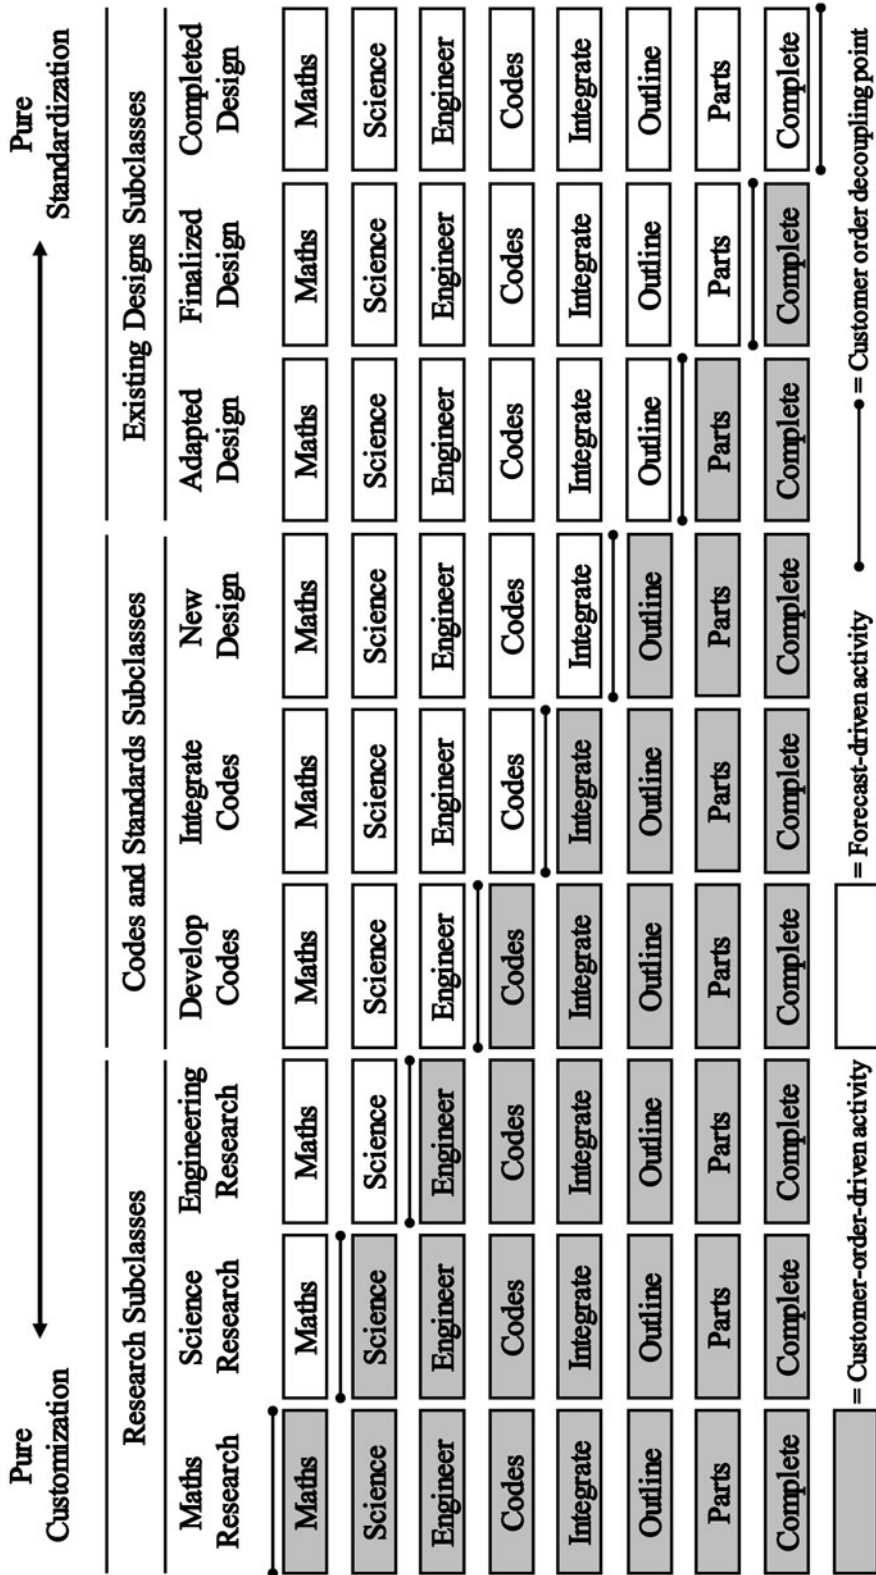 Pure
Customization
Pure
Standardization
Research Subclasses
Codes and Standards Subclasses
Existing Designs Subclasses
Maths
Research
Science
Research
Engineering
Research
Develop
Codes
Integrate
Codes
New
Design
Adapted
Design
Finalized
Design
Completed
Design
Maths Maths Maths Maths Maths Maths Maths Maths Maths
Science Science Science Science Science Science Science Science Science
Engineer Engineer Engineer Engineer Engineer Engineer Engineer Engineer Engineer
Codes Codes Codes Codes Codes Codes Codes Codes Codes
Integrate Integrate Integrate Integrate Integrate Integrate Integrate Integrate Integrate
Outline Outline Outline Outline Outline Outline Outline Outline Outline
Parts Parts Parts Parts Parts Parts Parts Parts Parts
Complete Complete Complete Complete Complete Complete Complete Complete Complete
= Customer-order-driven activity
= Forecast-driven activity
= Customer order decoupling point